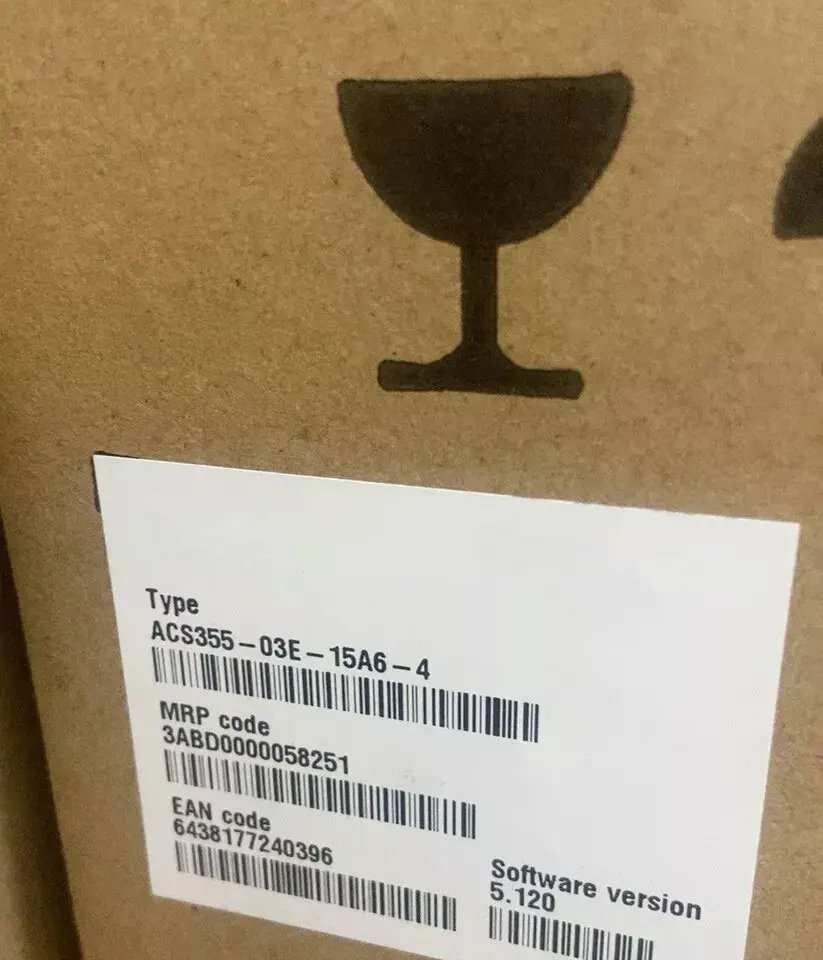 Type
ACS355-03E-15A6-4
MRP code
3ABD0000058251
EAN code
6438177240396
Software version
5.120